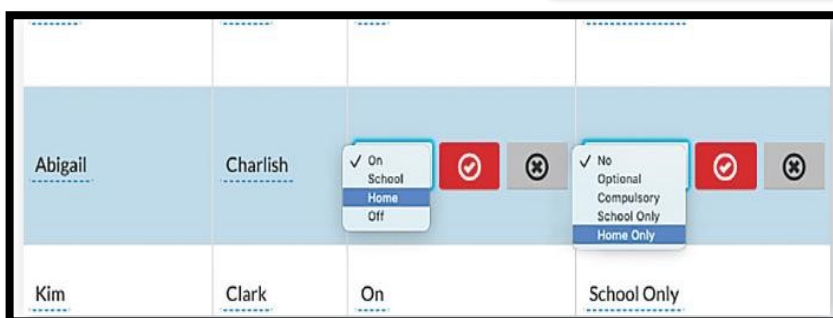 Abigail
Charlish
✓ On
School
Home
Off
✓ No
Optional
Compulsory
School Only
Home Only
Kim
Clark
On
School Only